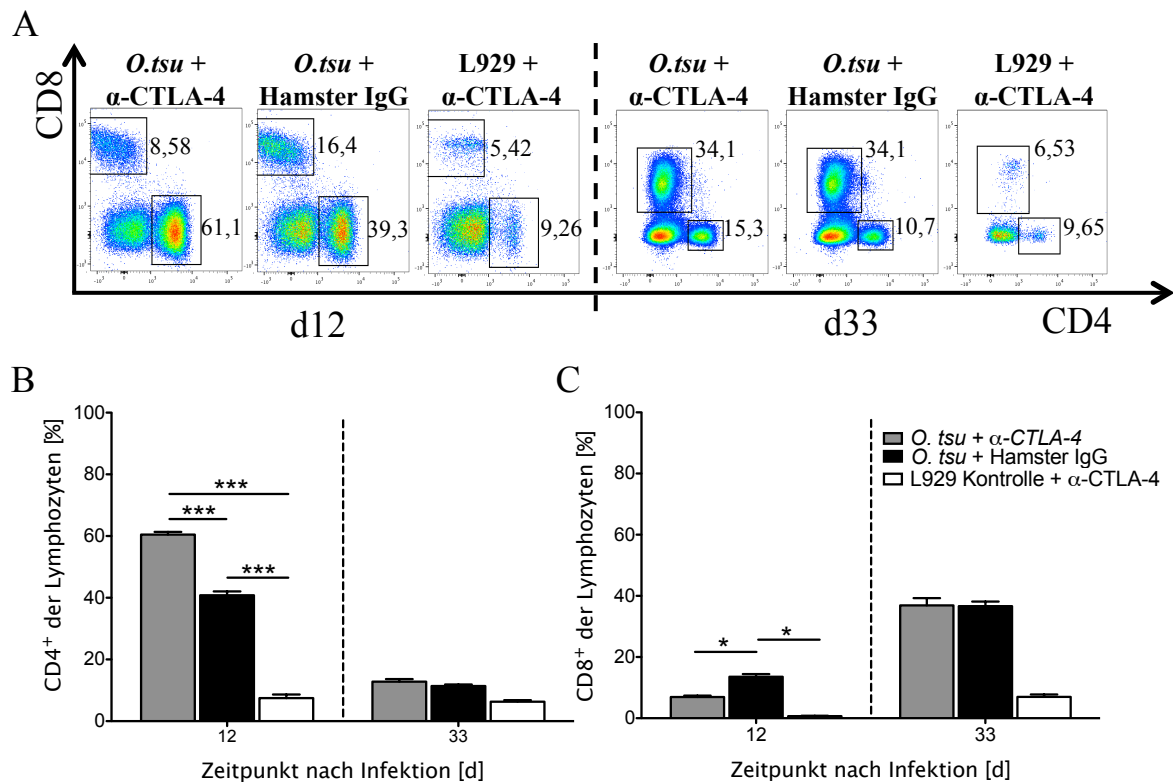 A
O.tsu + α-CTLA-4
O.tsu + Hamster IgG
L929 + α-CTLA-4
O.tsu + α-CTLA-4
O.tsu + Hamster IgG
L929 + α-CTLA-4
CD8
8,58
61,1
16,4
39,3
5,42
9,26
34,1
15,3
34,1
10,7
6,53
9,65
d12
d33
CD4
B
CD4⁺ der Lymphozyten [%]
100
80
60
40
20
0
***
***
***
12
33
Zeitpunkt nach Infektion [d]
C
CD8⁺ der Lymphozyten [%]
100
80
60
40
20
0
*
*
12
33
Zeitpunkt nach Infektion [d]
O. tsu + α-CTLA-4
O. tsu + Hamster IgG
L929 Kontrolle + α-CTLA-4